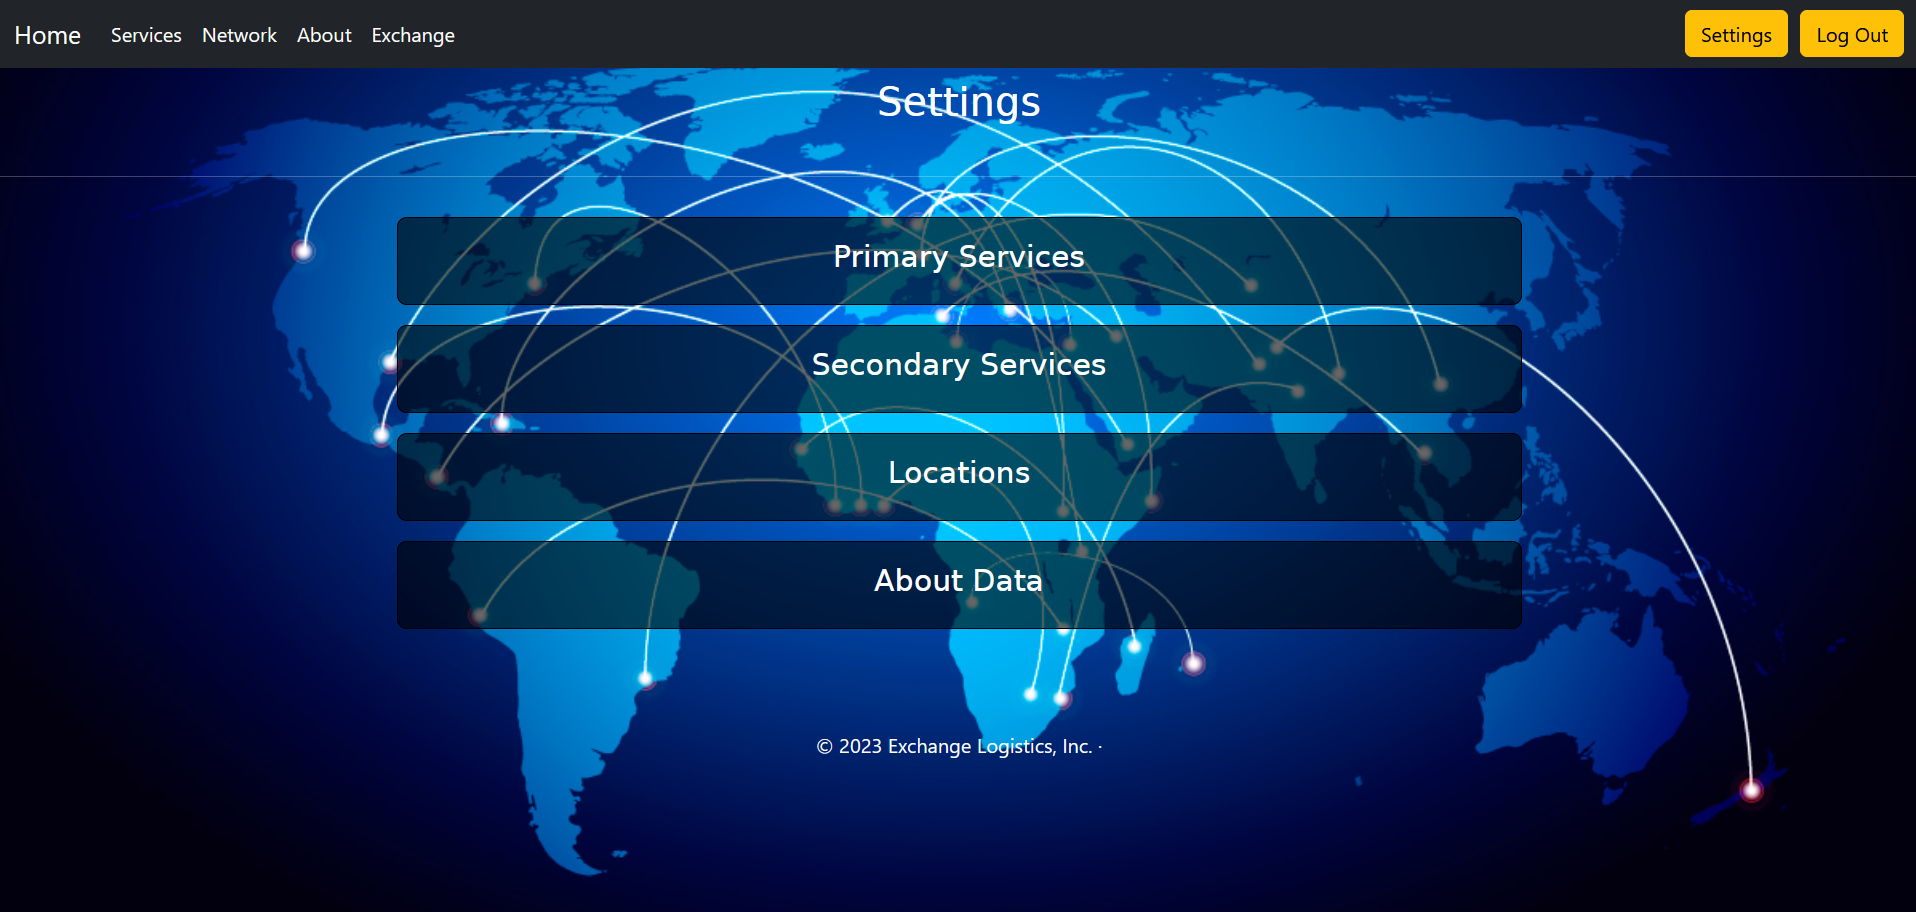 Home Services Network About Exchange Settings Log Out
Settings
Primary Services
Secondary Services
Locations
About Data
© 2023 Exchange Logistics, Inc. ·